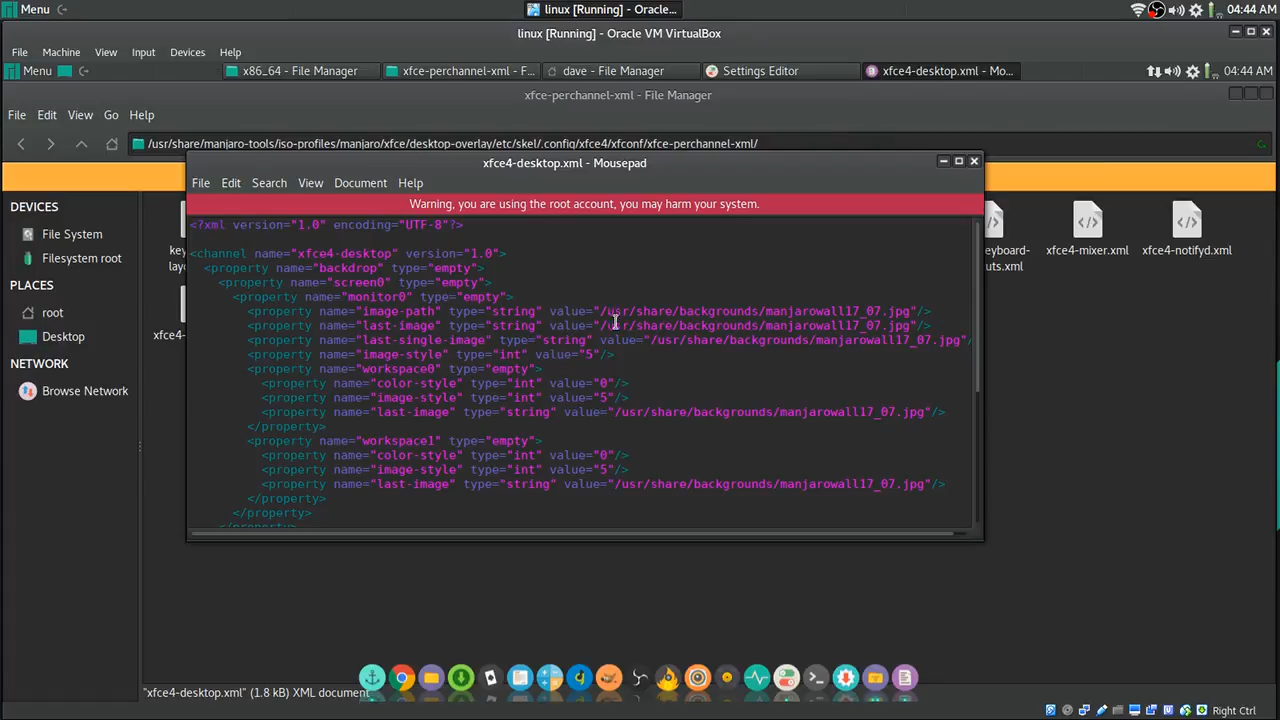 Menu
linux [Running] - Oracle...
04:44 AM
linux [Running] - Oracle VM VirtualBox
File Machine View Input Devices Help
Menu
x86_64 - File Manager
xfce-perchannel-xml - F...
dave - File Manager
Settings Editor
xfce4-desktop.xml - Mo...
04:44 AM
xfce-perchannel-xml - File Manager
File Edit View Go Help
/usr/share/manjaro-tools/iso-profiles/manjaro/xfce/desktop-overlay/etc/skel/.config/xfce4/xfconf/xfce-perchannel-xml/
xfce4-desktop.xml - Mousepad
File Edit Search View Document Help
Warning, you are using the root account, you may harm your system.
<?xml version="1.0" encoding="UTF-8"?>
<channel name="xfce4-desktop" version="1.0">
<property name="backdrop" type="empty">
<property name="screen0" type="empty">
<property name="monitor0" type="empty">
<property name="image-path" type="string" value="/usr/share/backgrounds/manjarowall17_07.jpg"/>
<property name="last-image" type="string" value="/usr/share/backgrounds/manjarowall17_07.jpg"/>
<property name="last-single-image" type="string" value="/usr/share/backgrounds/manjarowall17_07.jpg"/
<property name="image-style" type="int" value="5"/>
<property name="workspace0" type="empty">
<property name="color-style" type="int" value="0"/>
<property name="image-style" type="int" value="5"/>
<property name="last-image" type="string" value="/usr/share/backgrounds/manjarowall17_07.jpg"/>
</property>
<property name="workspace1" type="empty">
<property name="color-style" type="int" value="0"/>
<property name="image-style" type="int" value="5"/>
<property name="last-image" type="string" value="/usr/share/backgrounds/manjarowall17_07.jpg"/>
</property>
</property>
</property>
DEVICES
File System
Filesystem root
PLACES
root
Desktop
NETWORK
Browse Network
xfce4-mixer.xml
xfce4-notifyd.xml
"xfce4-desktop.xml" (1.8 kB) XML document
Right Ctrl